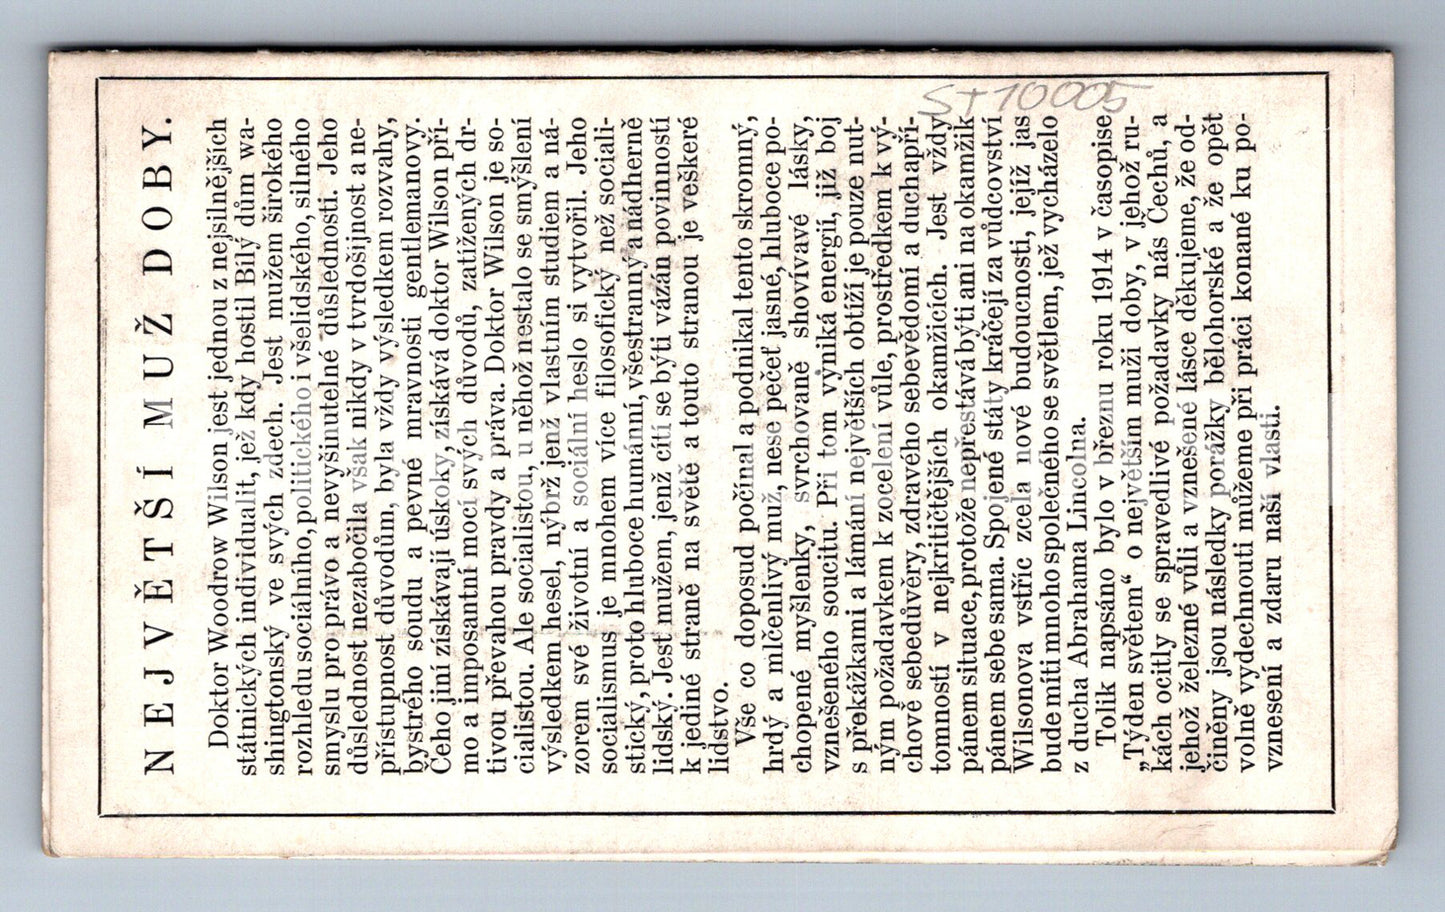 NEJVĚTŠÍ MUŽ DOBY.
Doktor Woodrow Wilson jest jednou z nejsilnějších
státnických individualit, jež kdy hostil Bílý dům wa-
shingtonský ve svých zdech. Jest mužem širokého
rozhledu sociálního, politického i všelidského, silného
smyslu pro právo a nevyšinutelné důslednosti. Jeho
důslednost nezabočila však nikdy v tvrdošíjnost a ne-
přístupnost důvodům, byla vždy výsledkem rozvahy,
bystrého soudu a pevné mravnosti gentlemanovy.
Čeho jiní získávají úskoky, získává doktor Wilson pří-
mo a imposantní mocí svých důvodů, zatížených dr-
tivou převahou pravdy a práva. Doktor Wilson je so-
cialistou. Ale socialistou, u něhož nestalo se smýšlení
výsledkem hesel, nýbrž jenž vlastním studiem a ná-
zorem své životní a sociální heslo si vytvořil. Jeho
socialismus je mnohem více filosofický než sociali-
stický, proto hluboce humánní, všestranný a nádherně
lidský. Jest mužem, jenž cítí se býti vázán povinností
k jediné straně na světě a touto stranou je veškeré
lidstvo.
Vše co doposud počínal a podnikal tento skromný,
hrdý a mlčenlivý muž, nese pečeť jasné, hluboce po-
chopené myšlenky, svrchovaně shovívavé lásky,
vznešeného soucitu. Při tom vyniká energií, již boj
s překážkami a lámání největších obtíží je pouze nut-
ným požadavkem k zocelení vůle, prostředkem k vý-
chově sebedůvěry, zdravého sebevědomí a duchapří-
tomností v nejkritičtějších okamžicích. Jest vždy
pánem situace, protože nepřestává býti ani na okamžik
pánem sebe sama. Spojené státy kráčejí za vůdcovství
Wilsonova vstříc zcela nové budoucnosti, jejíž jas
bude míti mnoho společného se světlem, jež vycházelo
z ducha Abrahama Lincolna.
Tolik napsáno bylo v březnu roku 1914 v časopise
„Týden světem“ o největším muži doby, v jehož ru-
kách ocitly se spravedlivé požadavky nás Čechů, a
jehož železné vůli a vznešené lásce děkujeme, že od-
činěny jsou následky porážky bělohorské a že opět
volně vydechnouti můžeme při práci konané ku po-
vznesení a zdaru naší vlasti.
ST10005